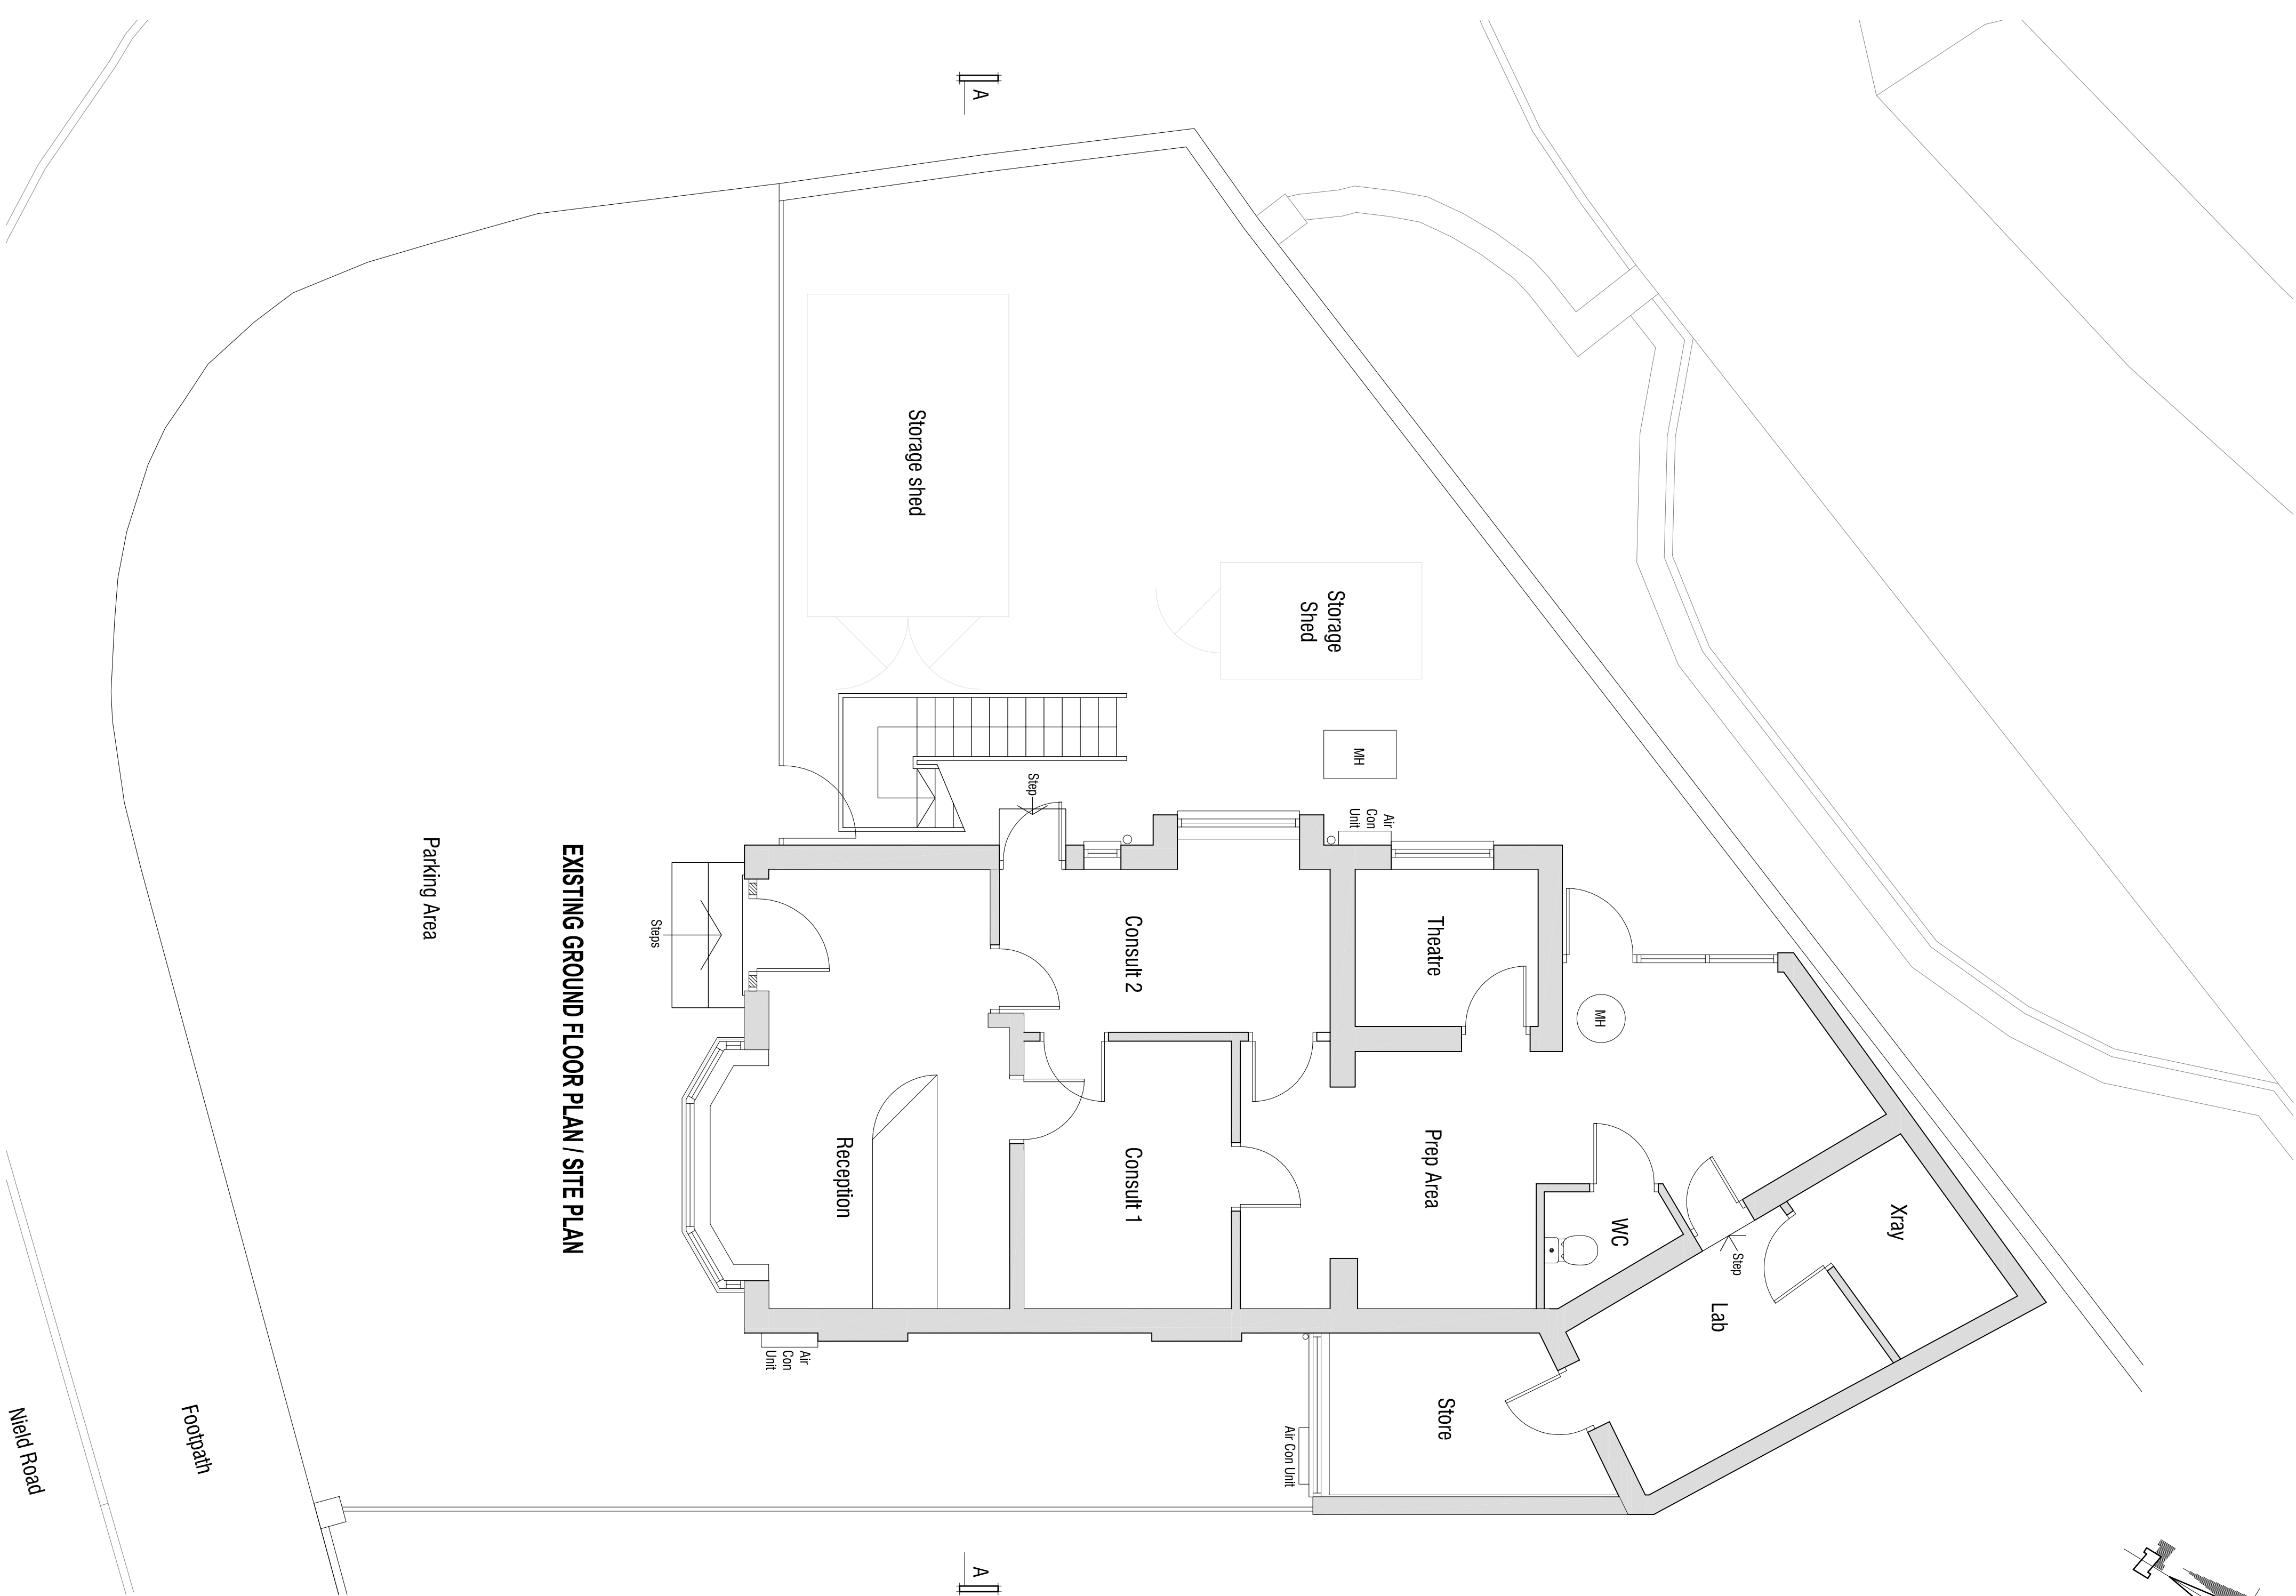 A
Storage shed
Storage
Shed
MH
Step
Air
Con
Unit
Parking Area
EXISTING GROUND FLOOR PLAN / SITE PLAN
Steps
Consult 2
Theatre
MH
Reception
Consult 1
Prep Area
WC
Xray
Step
Lab
Air
Con
Unit
Store
Air Con Unit
Footpath
Nield Road
A